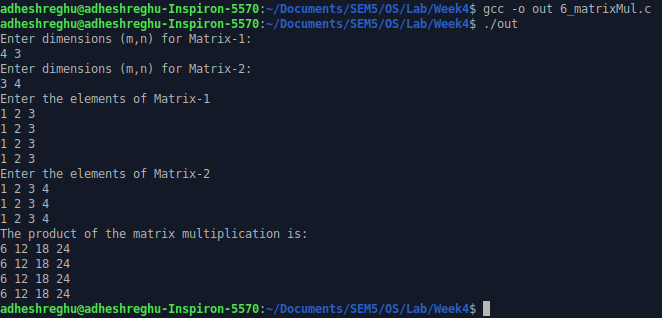 adheshreghu@adheshreghu-Inspiron-5570:~/Documents/SEM5/OS/Lab/Week4$ gcc -o out 6_matrixMul.c
adheshreghu@adheshreghu-Inspiron-5570:~/Documents/SEM5/OS/Lab/Week4$ ./out
Enter dimensions (m,n) for Matrix-1:
4 3
Enter dimensions (m,n) for Matrix-2:
3 4
Enter the elements of Matrix-1
1 2 3
1 2 3
1 2 3
1 2 3
Enter the elements of Matrix-2
1 2 3 4
1 2 3 4
1 2 3 4
The product of the matrix multiplication is:
6 12 18 24
6 12 18 24
6 12 18 24
6 12 18 24
adheshreghu@adheshreghu-Inspiron-5570:~/Documents/SEM5/OS/Lab/Week4$